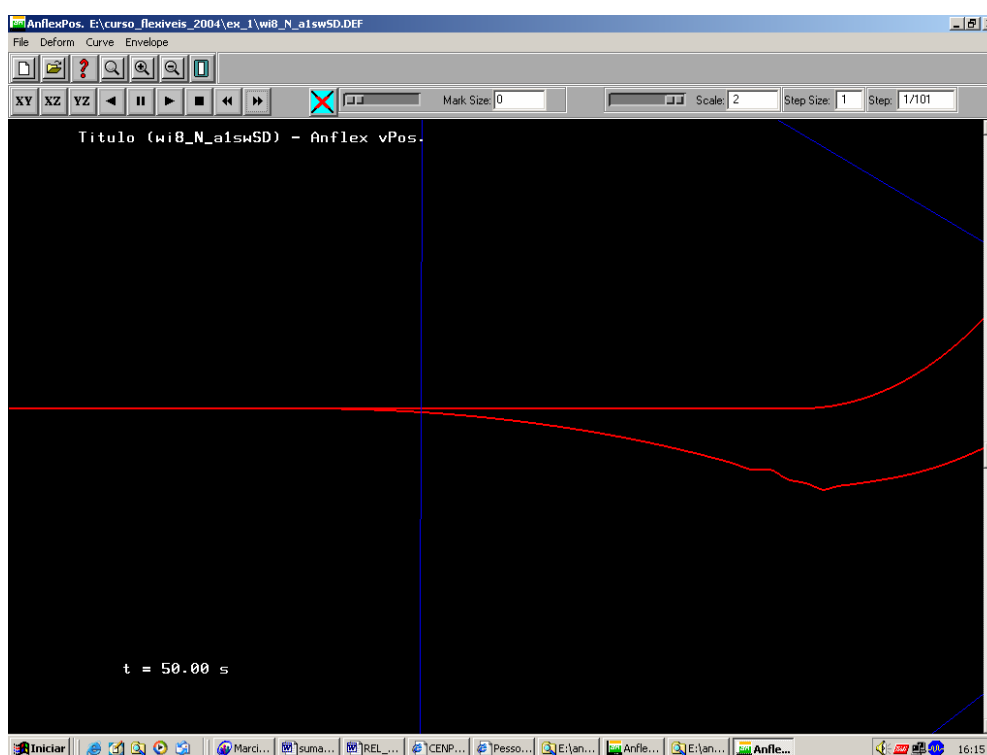 AnflexPos. E:\curso_flexiveis_2004\ex_1\wi8_N_a1swSD.DEF
File Deform Curve Envelope
XY XZ YZ Mark Size: 0 Scale: 2 Step Size: 1 Step: 1/101
Titulo (wi8_N_a1swSD) - Anflex vPos.
t = 50.00 s
Iniciar Marci... suma... REL_... CENP... Pesso... E:\an... Anfle... E:\an... Anfle... 16:15